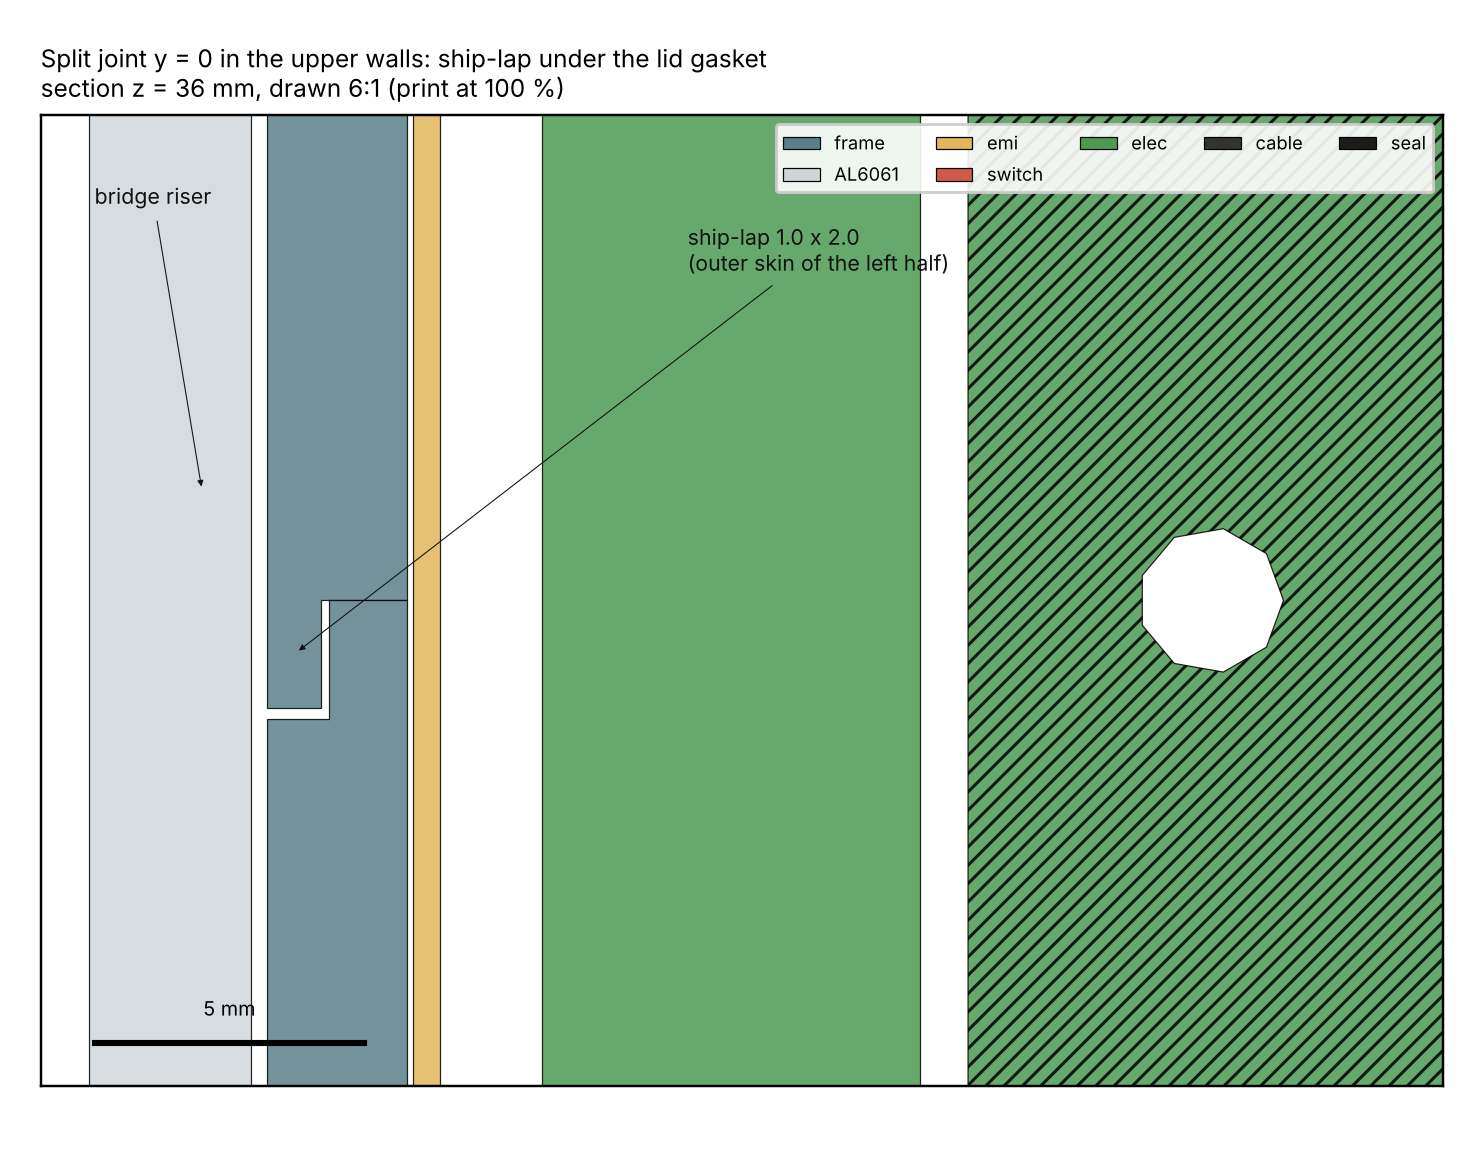 Split joint y = 0 in the upper walls: ship-lap under the lid gasket
section z = 36 mm, drawn 6:1 (print at 100 %)
frame
AL6061
emi
switch
elec
cable
seal
bridge riser
ship-lap 1.0 x 2.0
(outer skin of the left half)
5 mm